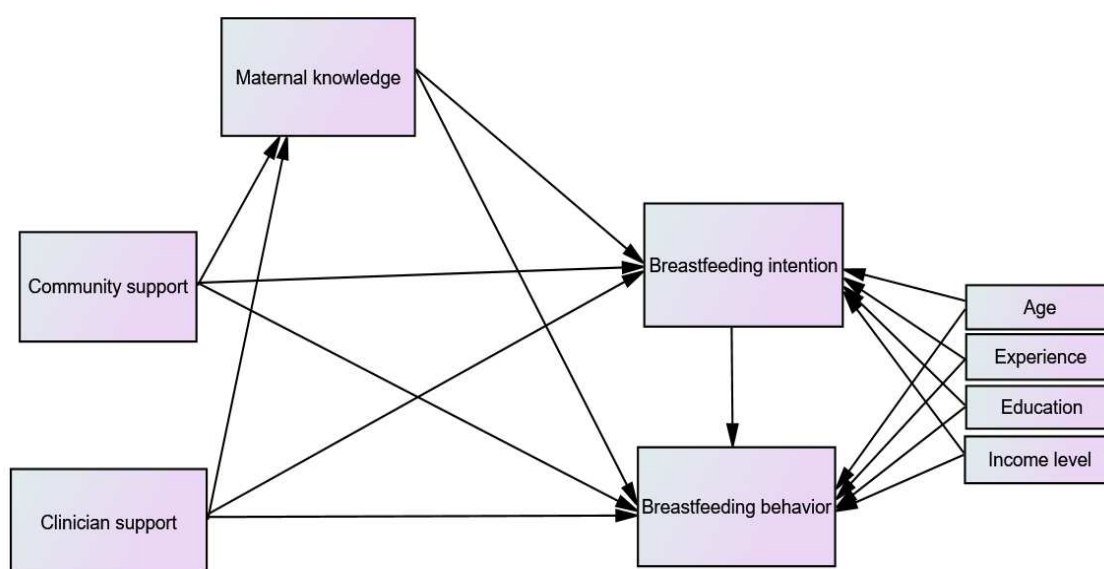 Maternal knowledge
Community support
Breastfeeding intention
Age
Experience
Education
Income level
Clinician support
Breastfeeding behavior